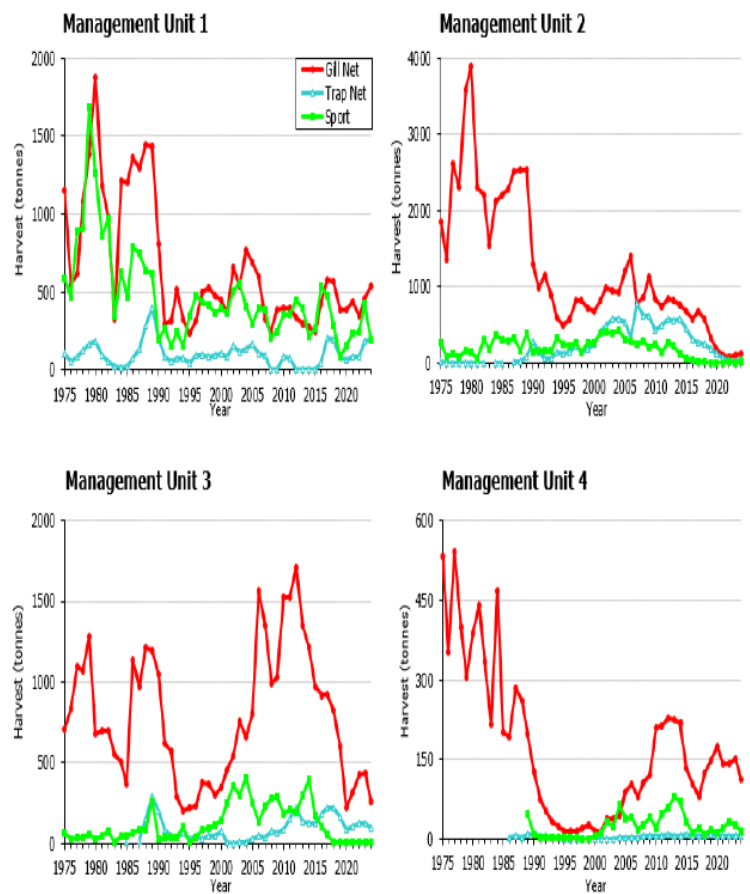 Management Unit 1
Management Unit 2
2000
1500
1000
500
0
Harvest (tonnes)
Gill Net
Trap Net
Sport
1975 1980 1985 1990 1995 2000 2005 2010 2015 2020
Year
4000
3000
2000
1000
0
Harvest (tonnes)
1975 1980 1985 1990 1995 2000 2005 2010 2015 2020
Year
Management Unit 3
Management Unit 4
2000
1500
1000
500
0
Harvest (tonnes)
1975 1980 1985 1990 1995 2000 2005 2010 2015 2020
Year
600
450
300
150
0
Harvest (tonnes)
1975 1980 1985 1990 1995 2000 2005 2010 2015 2020
Year